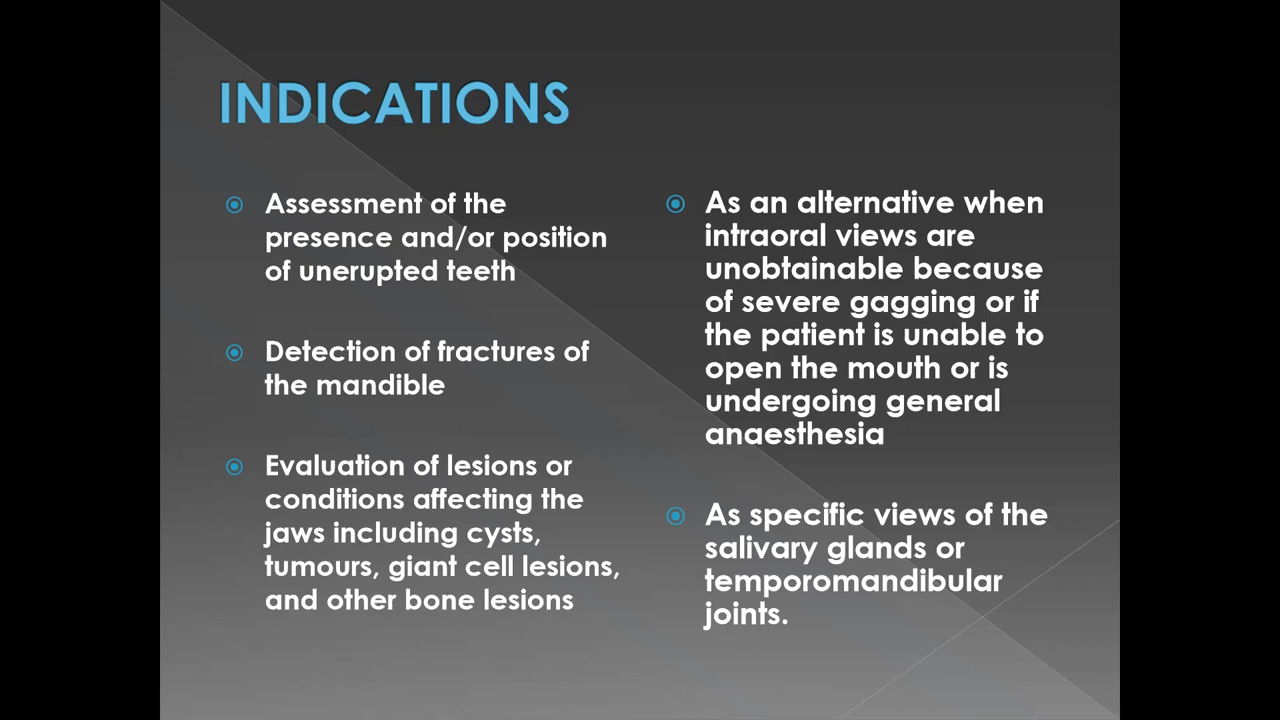 INDICATIONS
Assessment of the
presence and/or position
of unerupted teeth
Detection of fractures of
the mandible
Evaluation of lesions or
conditions affecting the
jaws including cysts,
tumours, giant cell lesions,
and other bone lesions
As an alternative when
intraoral views are
unobtainable because
of severe gagging or if
the patient is unable to
open the mouth or is
undergoing general
anaesthesia
As specific views of the
salivary glands or
temporomandibular
joints.